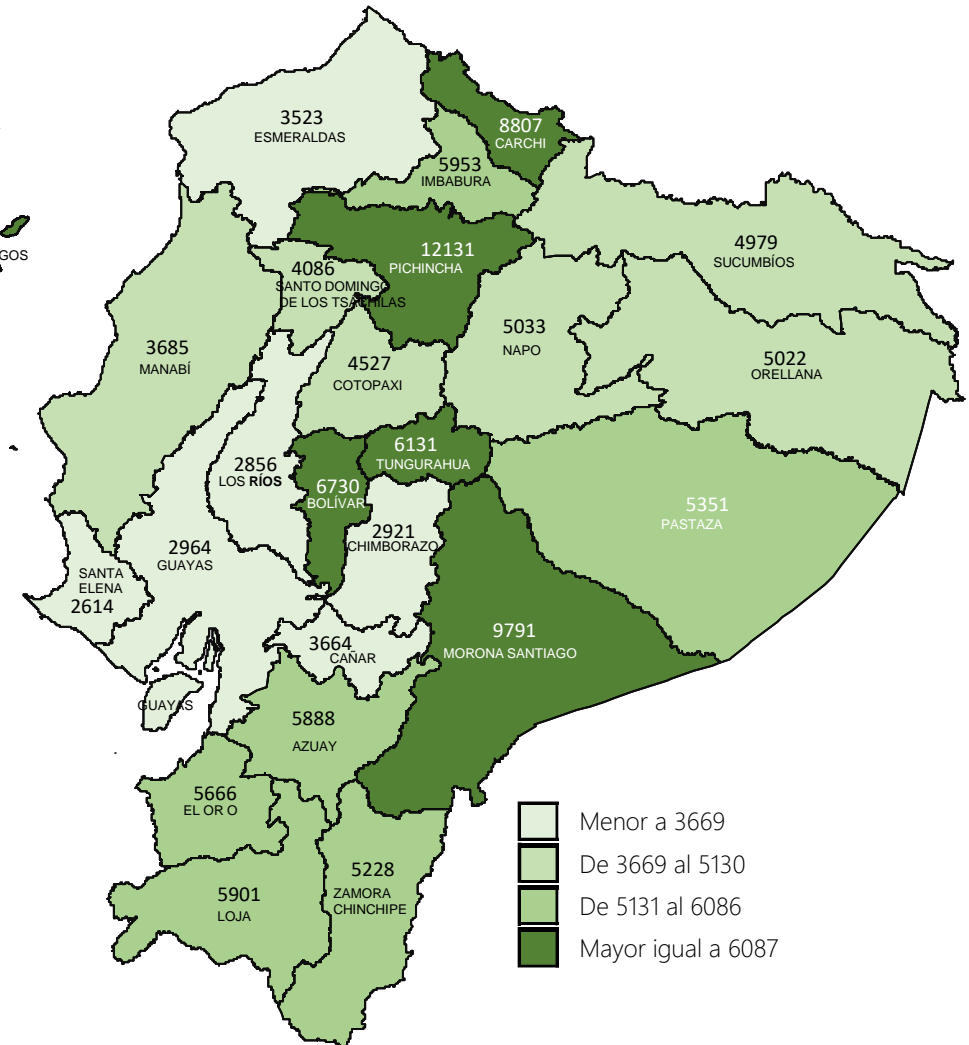 3523
ESMERALDAS
8807
CARCHI
5953
IMBABURA
GOS
12131
PICHINCHA
4979
SUCUMBÍOS
4086
SANTO DOMINGO
DE LOS TSACHILAS
5033
NAPO
3685
MANABÍ
4527
COTOPAXI
5022
ORELLANA
6131
TUNGURAHUA
2856
LOS RÍOS
6730
BOLÍVAR
5351
PASTAZA
2921
CHIMBORAZO
2964
GUAYAS
SANTA
ELENA
2614
9791
MORONA SANTIAGO
3664
CAÑAR
GUAYAS
5888
AZUAY
5666
EL OR O
5228
ZAMORA
CHINCHIPE
5901
LOJA
Menor a 3669
De 3669 al 5130
De 5131 al 6086
Mayor igual a 6087